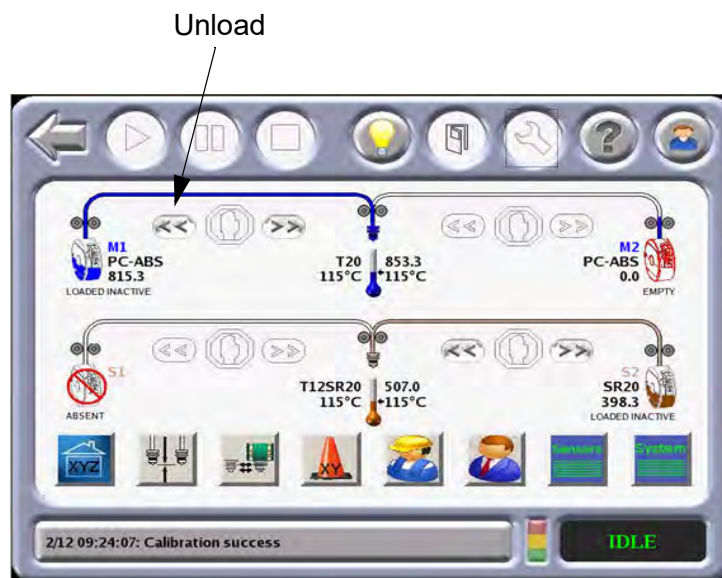 Unload
M1
PC-ABS
815.3
LOADED INACTIVE
T20 853.3
115°C 115°C
M2
PC-ABS
0.0
EMPTY
S1
ABSENT
T12SR20 507.0
115°C 115°C
S2
SR20
398.3
LOADED INACTIVE
XYZ
XY
Sensors
System
2/12 09:24:07: Calibration success
IDLE